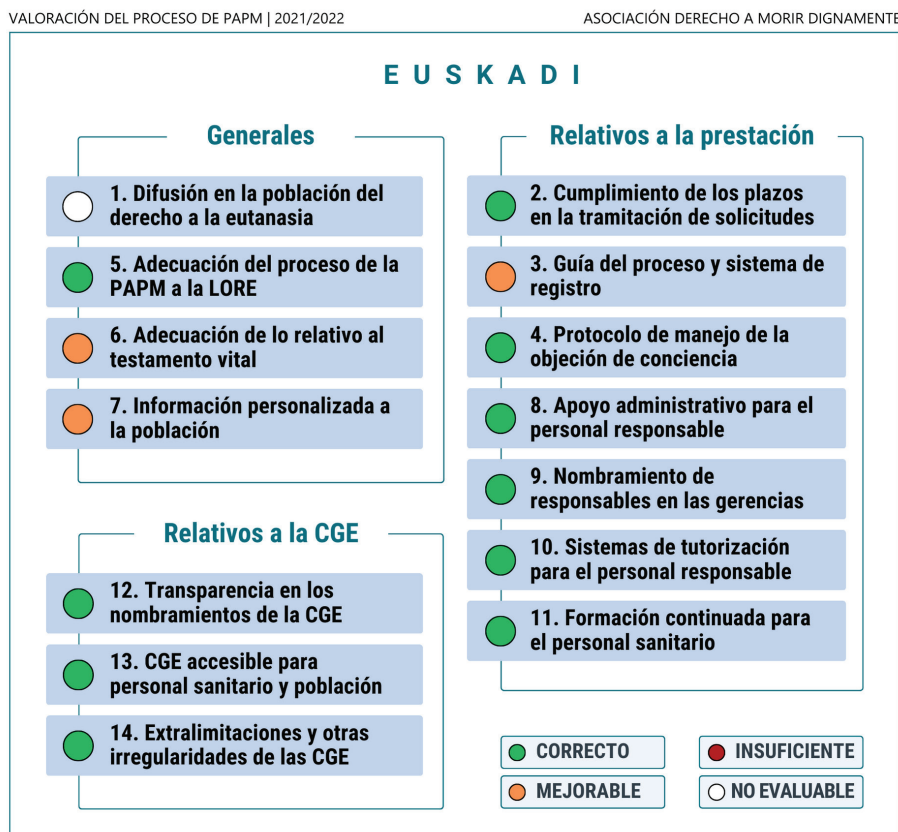 VALORACIÓN DEL PROCESO DE PAPM | 2021/2022
ASOCIACIÓN DERECHO A MORIR DIGNAMENTE
EUSKADI
Generales
1. Difusión en la población del
derecho a la eutanasia
5. Adecuación del proceso de la
PAPM a la LORE
6. Adecuación de lo relativo al
testamento vital
7. Información personalizada a
la población
Relativos a la CGE
12. Transparencia en los
nombramientos de la CGE
13. CGE accesible para
personal sanitario y población
14. Extralimitaciones y otras
irregularidades de las CGE
Relativos a la prestación
2. Cumplimiento de los plazos
en la tramitación de solicitudes
3. Guía del proceso y sistema de
registro
4. Protocolo de manejo de la
objeción de conciencia
8. Apoyo administrativo para el
personal responsable
9. Nombramiento de
responsables en las gerencias
10. Sistemas de tutorización
para el personal responsable
11. Formación continuada para
el personal sanitario
CORRECTO
INSUFICIENTE
MEJORABLE
NO EVALUABLE